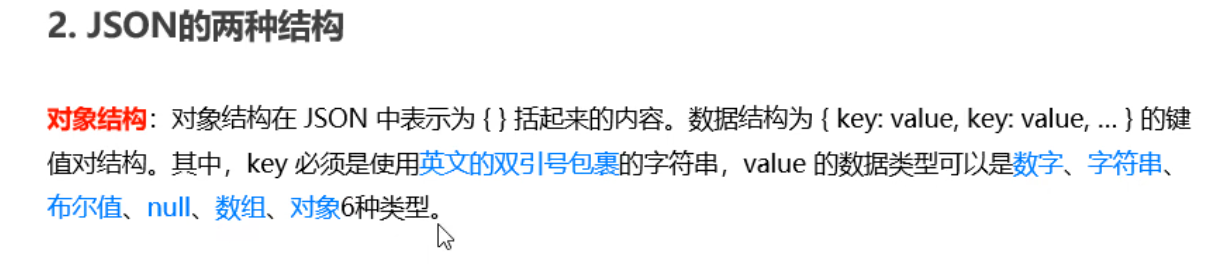 2. JSON的两种结构
对象结构：对象结构在 JSON 中表示为 { } 括起来的内容。数据结构为 { key: value, key: value, … } 的键
值对结构。其中，key 必须是使用英文的双引号包裹的字符串，value 的数据类型可以是数字、字符串、
布尔值、null、数组、对象6种类型。